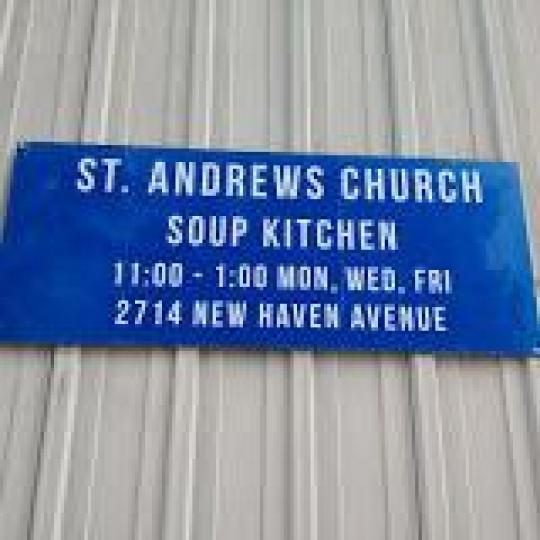 ST. ANDREWS CHURCH
SOUP KITCHEN
11:00 - 1:00 MON, WED, FRI
2714 NEW HAVEN AVENUE